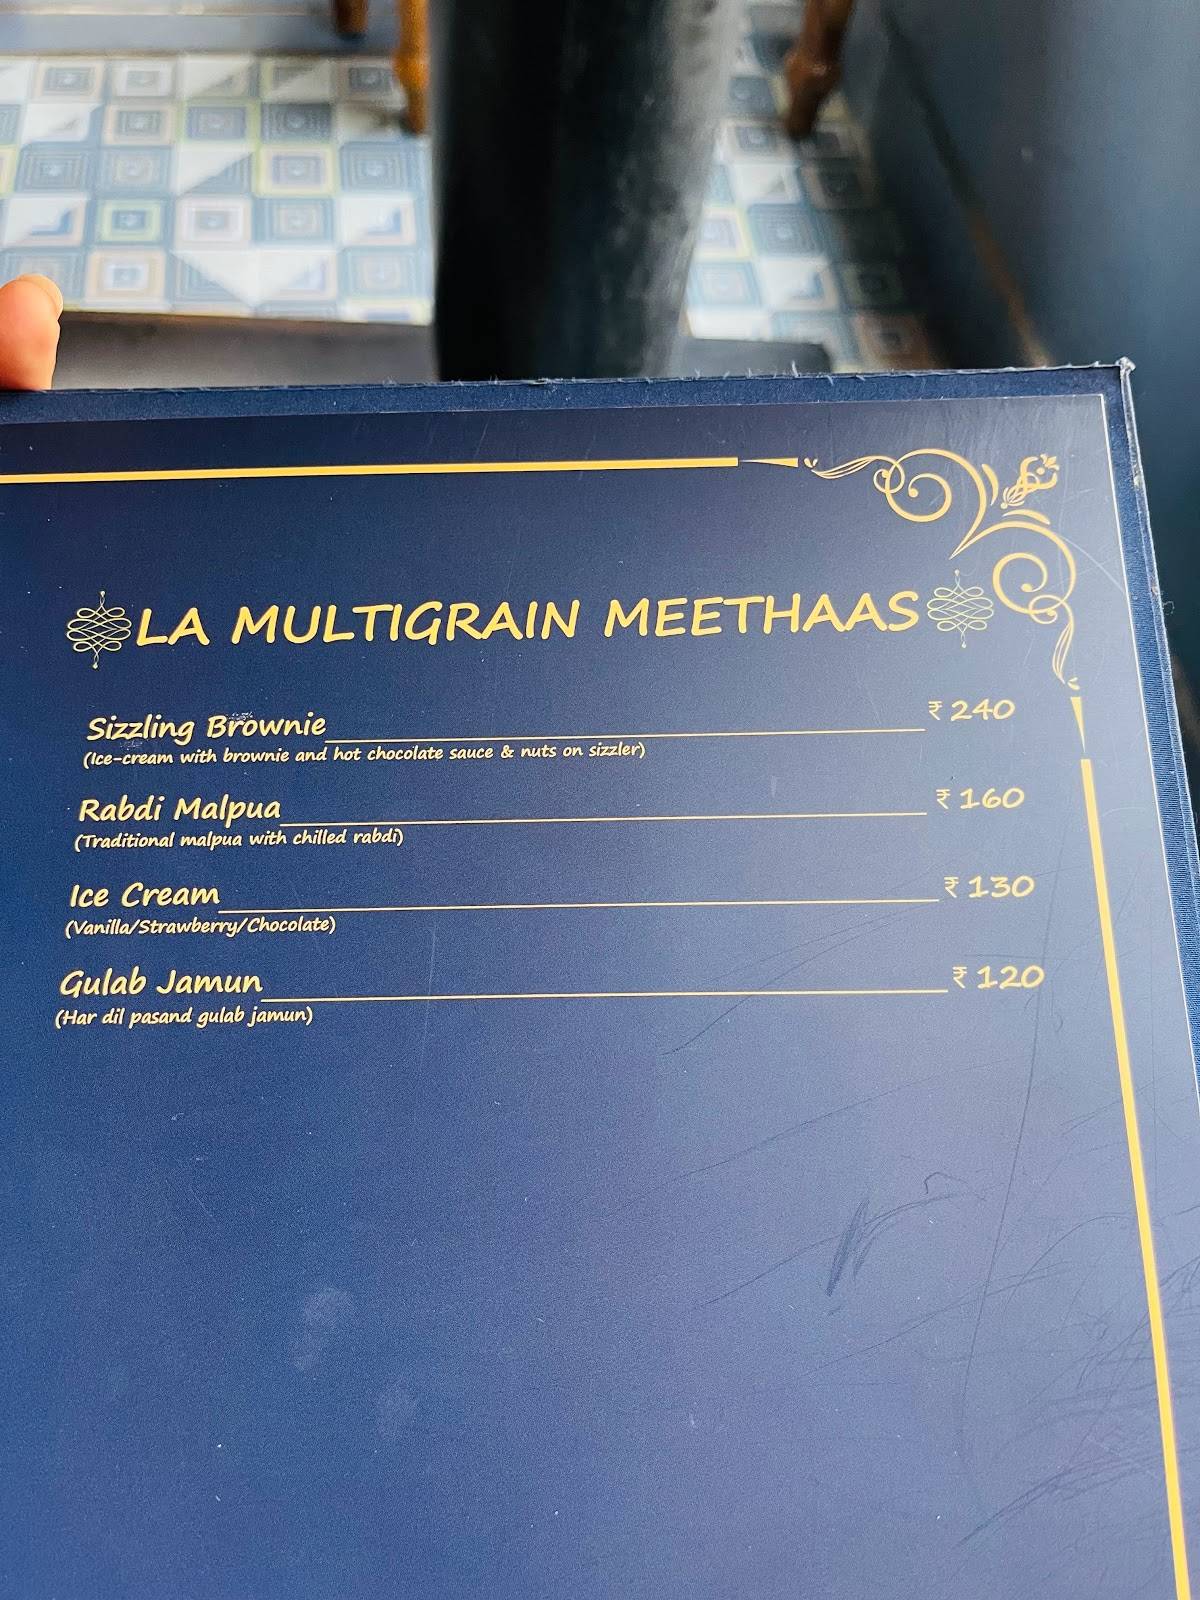 LA MULTIGRAIN MEETHAAS
Sizzling Brownie ₹ 240
(Ice-cream with brownie and hot chocolate sauce & nuts on sizzler)
Rabdi Malpua ₹ 160
(Traditional malpua with chilled rabdi)
Ice Cream ₹ 130
(Vanilla/Strawberry/Chocolate)
Gulab Jamun ₹ 120
(Har dil pasand gulab jamun)